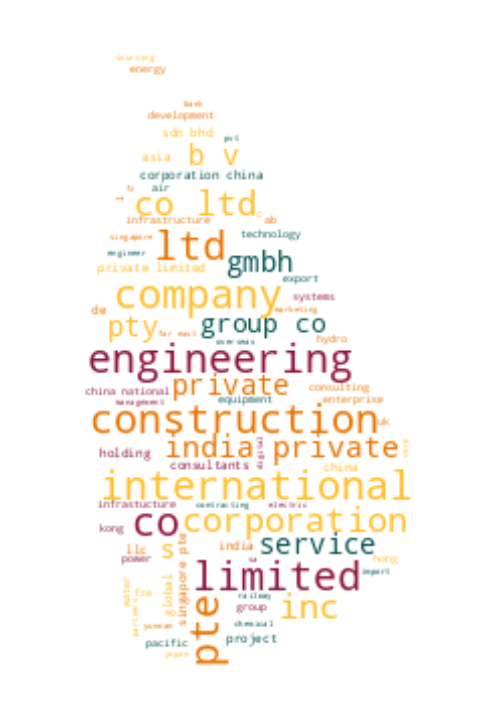 sourcing
energy
bank
development
sdn bhd
pvt
asia
b v
corporation china
air
co ltd
infrastructure
ab
singapore
ltd
technology
engineer
gmbh
private limited
export
company
systems
de
marketing
pty
far east
group co
overseas
hydro
engineering
china national
private
consulting
management
equipment
enterprise
construction
uk
india private
holding
digital
consultants
china
international
infrastucture
contracting
electric
kong
co
corporation
llc
s
india
service
hong
power
sa
limited
import
water
fze
global
singapore pte
railway
partners
group
inc
yunnan
chemical
pte
pacific
project
japan